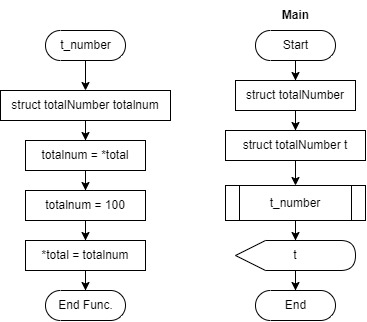 t_number
struct totalNumber totalnum
totalnum = *total
totalnum = 100
*total = totalnum
End Func.
Main
Start
struct totalNumber
struct totalNumber t
t_number
t
End